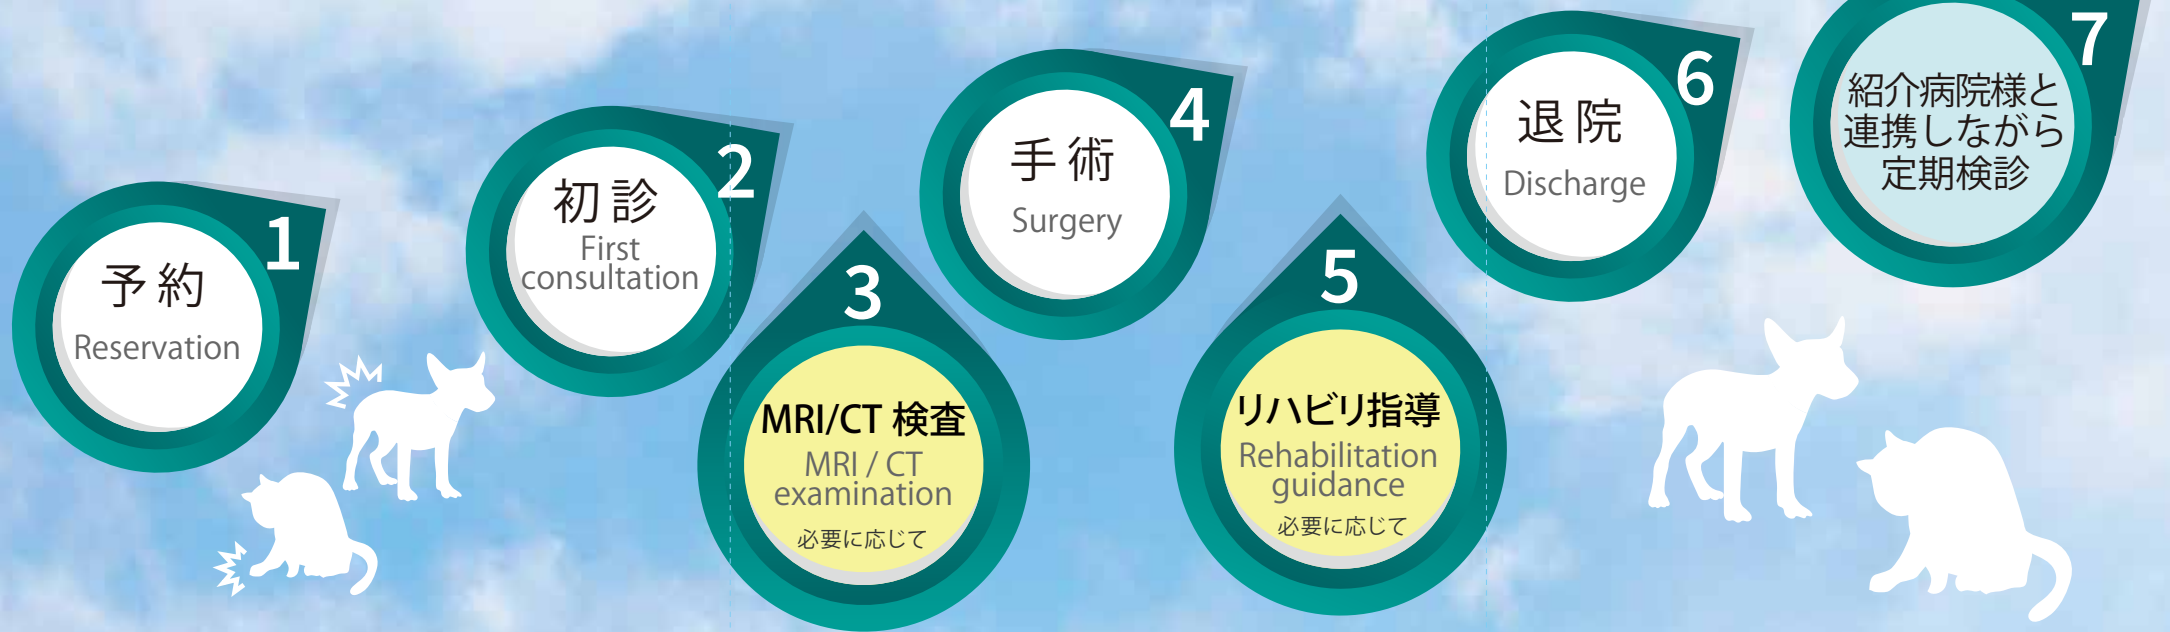 1
予約
Reservation
2
初診
First
consultation
3
MRI/CT 検査
MRI / CT
examination
必要に応じて
4
手術
Surgery
5
リハビリ指導
Rehabilitation
guidance
必要に応じて
6
退院
Discharge
7
紹介病院様と
連携しながら
定期検診